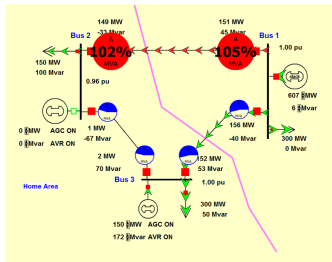 149 MW
-33 Mvar
151 MW
45 Mvar
Bus 2
A
102%
MVA
A
105%
MVA
Bus 1
1.00 pu
150 MW
100 Mvar
0.96 pu
607 MW
6 Mvar
156 MW
-40 Mvar
300 MW
0 Mvar
0 MW AGC ON
0 Mvar AVR ON
1 MW
-67 Mvar
2 MW
70 Mvar
152 MW
53 Mvar
Bus 3
1.00 pu
Home Area
300 MW
50 Mvar
150 MW AGC ON
172 Mvar AVR ON